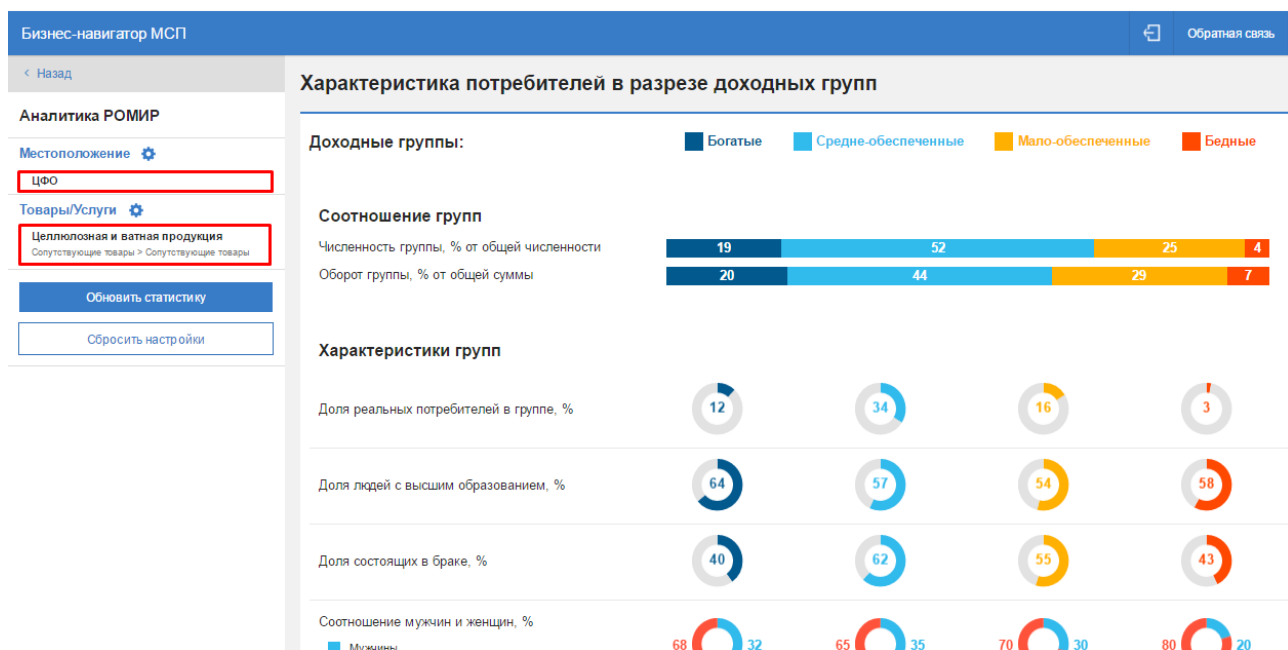 Бизнес-навигатор МСП
Обратная связь
< Назад
Аналитика РОМИР
Местоположение
ЦФО
Товары/Услуги
Целлюлозная и ватная продукция
Сопутствующие товары > Сопутствующие товары
Обновить статистику
Сбросить настройки
Характеристика потребителей в разрезе доходных групп
Доходные группы: Богатые Средне-обеспеченные Мало-обеспеченные Бедные
Соотношение групп
Численность группы, % от общей численности 19 52 25 4
Оборот группы, % от общей суммы 20 44 29 7
Характеристики групп
Доля реальных потребителей в группе, % 12 34 16 3
Доля людей с высшим образованием, % 64 57 54 58
Доля состоящих в браке, % 40 62 55 43
Соотношение мужчин и женщин, %
Мужчины 68 32 65 35 70 30 80 20